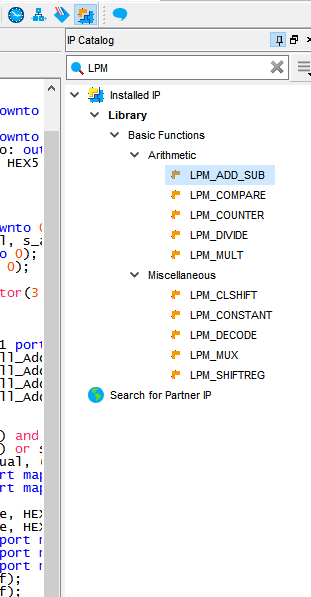 IP Catalog
LPM
Installed IP
Library
Basic Functions
Arithmetic
LPM_ADD_SUB
LPM_COMPARE
LPM_COUNTER
LPM_DIVIDE
LPM_MULT
Miscellaneous
LPM_CLSHIFT
LPM_CONSTANT
LPM_DECODE
LPM_MUX
LPM_SHIFTREG
Search for Partner IP
ownto
ownto
o: out
HEX5
ownto 0
l, s_a
o 0);
0);
tor(3
1 port
ll_Add
ll_Add
ll_Add
ll_Add
) and
) or s
ual,
rt map
rt map
e, HEX
e, HEX
port m
port m
port m
f);
f);